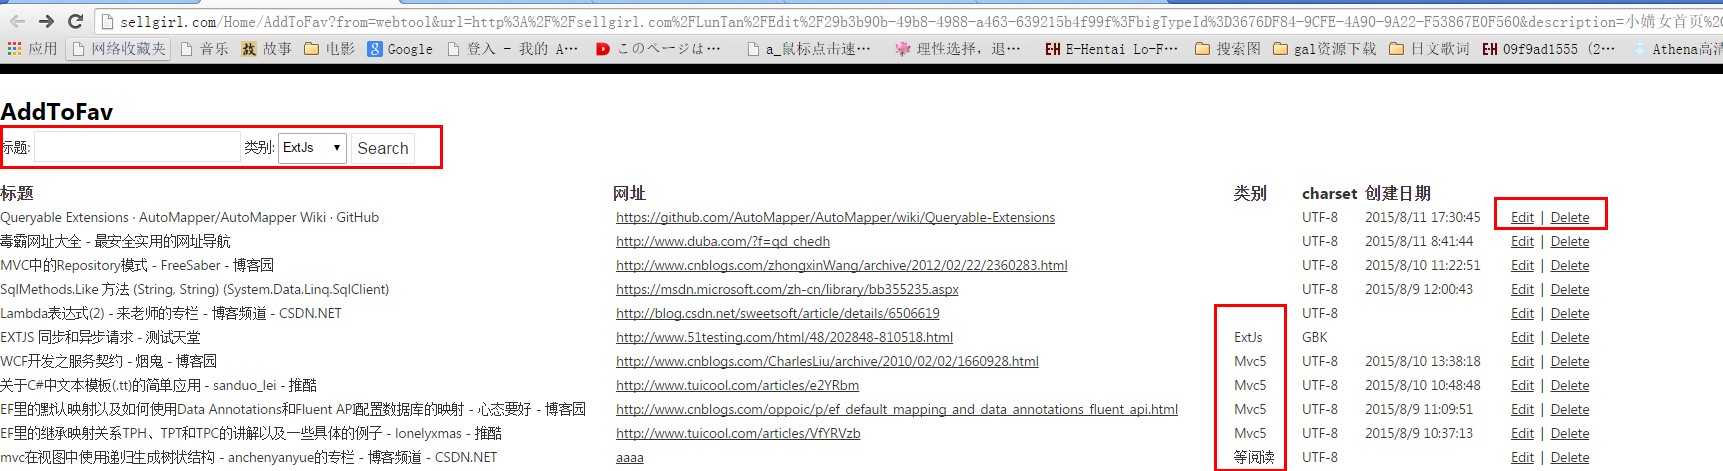 sellgirl.com/Home/AddToFav?from=webtool&url=http%3A%2F%2Fsellgirl.com%2FLunTan%2FEdit%2F29b3b90b-49b8-4988-a463-639215b4f99f%3FbigTypeId%3D3676DF84-9CFE-4A90-9A22-F53867E0F560&description=小媾女首页%20
应用 网络收藏夹 音乐 故 故事 电影 Google 登入 - 我的 A… このページは… a_鼠标点击速… 理性选择，退… E-H E-Hentai Lo-F… 搜索图 gal资源下载 日文歌词 E-H 09f9ad1555 (2… Athena高清
AddToFav
标题: 类别: ExtJs Search
标题 网址 类别 charset 创建日期
Queryable Extensions · AutoMapper/AutoMapper Wiki · GitHub https://github.com/AutoMapper/AutoMapper/wiki/Queryable-Extensions UTF-8 2015/8/11 17:30:45 Edit | Delete
毒霸网址大全 - 最安全实用的网址导航 http://www.duba.com/?f=qd_chedh UTF-8 2015/8/11 8:41:44 Edit | Delete
MVC中的Repository模式 - FreeSaber - 博客园 http://www.cnblogs.com/zhongxinWang/archive/2012/02/22/2360283.html UTF-8 2015/8/10 11:22:51 Edit | Delete
SqlMethods.Like 方法 (String, String) (System.Data.Linq.SqlClient) https://msdn.microsoft.com/zh-cn/library/bb355235.aspx UTF-8 2015/8/9 12:00:43 Edit | Delete
Lambda表达式(2) - 来老师的专栏 - 博客频道 - CSDN.NET http://blog.csdn.net/sweetsoft/article/details/6506619 UTF-8 Edit | Delete
EXTJS 同步和异步请求 - 测试天堂 http://www.51testing.com/html/48/202848-810518.html ExtJs GBK Edit | Delete
WCF开发之服务契约 - 烟鬼 - 博客园 http://www.cnblogs.com/CharlesLiu/archive/2010/02/02/1660928.html Mvc5 UTF-8 2015/8/10 13:38:18 Edit | Delete
关于C#中文本模板(.tt)的简单应用 - sanduo_lei - 推酷 http://www.tuicool.com/articles/e2YRbm Mvc5 UTF-8 2015/8/10 10:48:48 Edit | Delete
EF里的默认映射以及如何使用Data Annotations和Fluent API配置数据库的映射 - 心态要好 - 博客园 http://www.cnblogs.com/oppoic/p/ef_default_mapping_and_data_annotations_fluent_api.html Mvc5 UTF-8 2015/8/9 11:09:51 Edit | Delete
EF里的继承映射关系TPH、TPT和TPC的讲解以及一些具体的例子 - lonelyxmas - 推酷 http://www.tuicool.com/articles/VfYRVzb Mvc5 UTF-8 2015/8/9 10:37:13 Edit | Delete
mvc在视图中使用递归生成树状结构 - anchenyanyue的专栏 - 博客频道 - CSDN.NET aaaa 等阅读 UTF-8 Edit | Delete